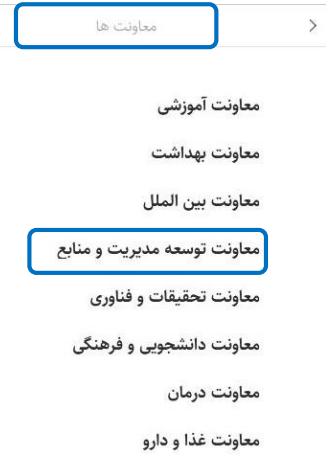 معاونت ها
معاونت آموزشی
معاونت بهداشت
معاونت بین الملل
معاونت توسعه مدیریت و منابع
معاونت تحقیقات و فناوری
معاونت دانشجویی و فرهنگی
معاونت درمان
معاونت غذا و دارو